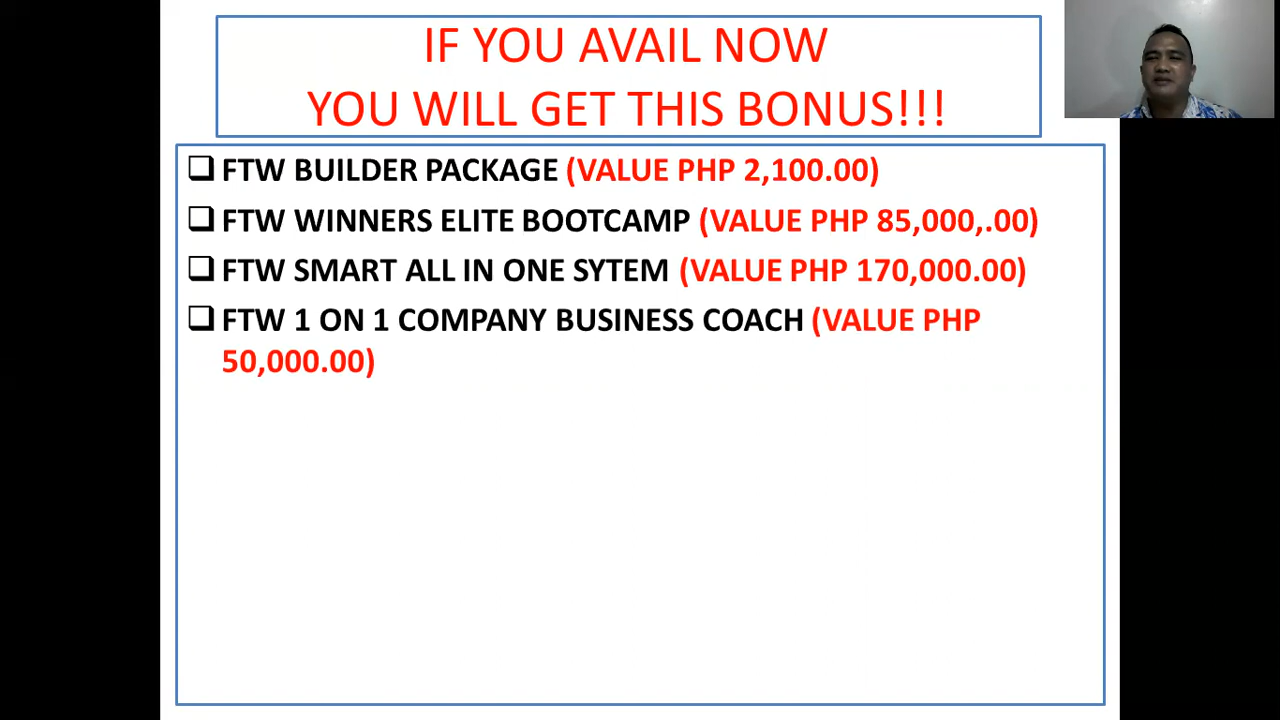 IF YOU AVAIL NOW
YOU WILL GET THIS BONUS!!!
FTW BUILDER PACKAGE (VALUE PHP 2,100.00)
FTW WINNERS ELITE BOOTCAMP (VALUE PHP 85,000,.00)
FTW SMART ALL IN ONE SYTEM (VALUE PHP 170,000.00)
FTW 1 ON 1 COMPANY BUSINESS COACH (VALUE PHP
50,000.00)